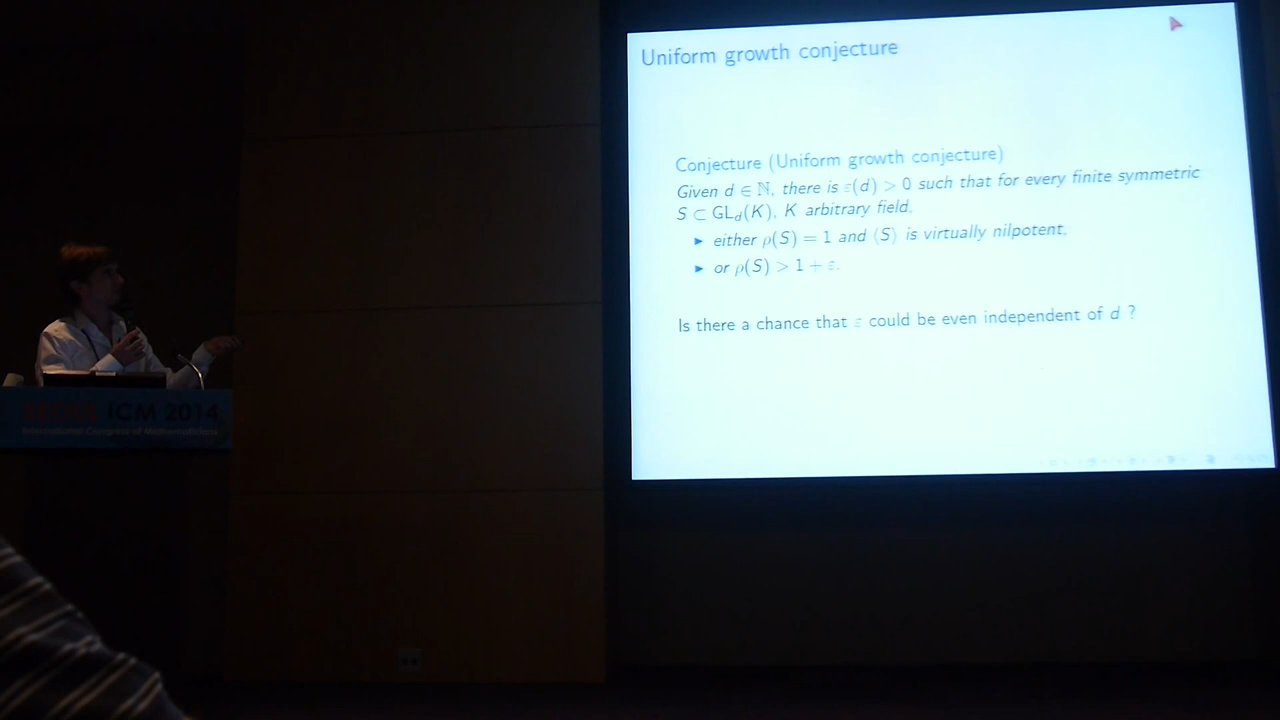 Uniform growth conjecture
Conjecture (Uniform growth conjecture)
Given d ∈ ℕ, there is ε(d) > 0 such that for every finite symmetric
S ⊂ GL_d(K), K arbitrary field,
▶ either ρ(S) = 1 and ⟨S⟩ is virtually nilpotent,
▶ or ρ(S) > 1 + ε.
Is there a chance that ε could be even independent of d ?
SEOUL ICM 2014
International Congress of Mathematicians